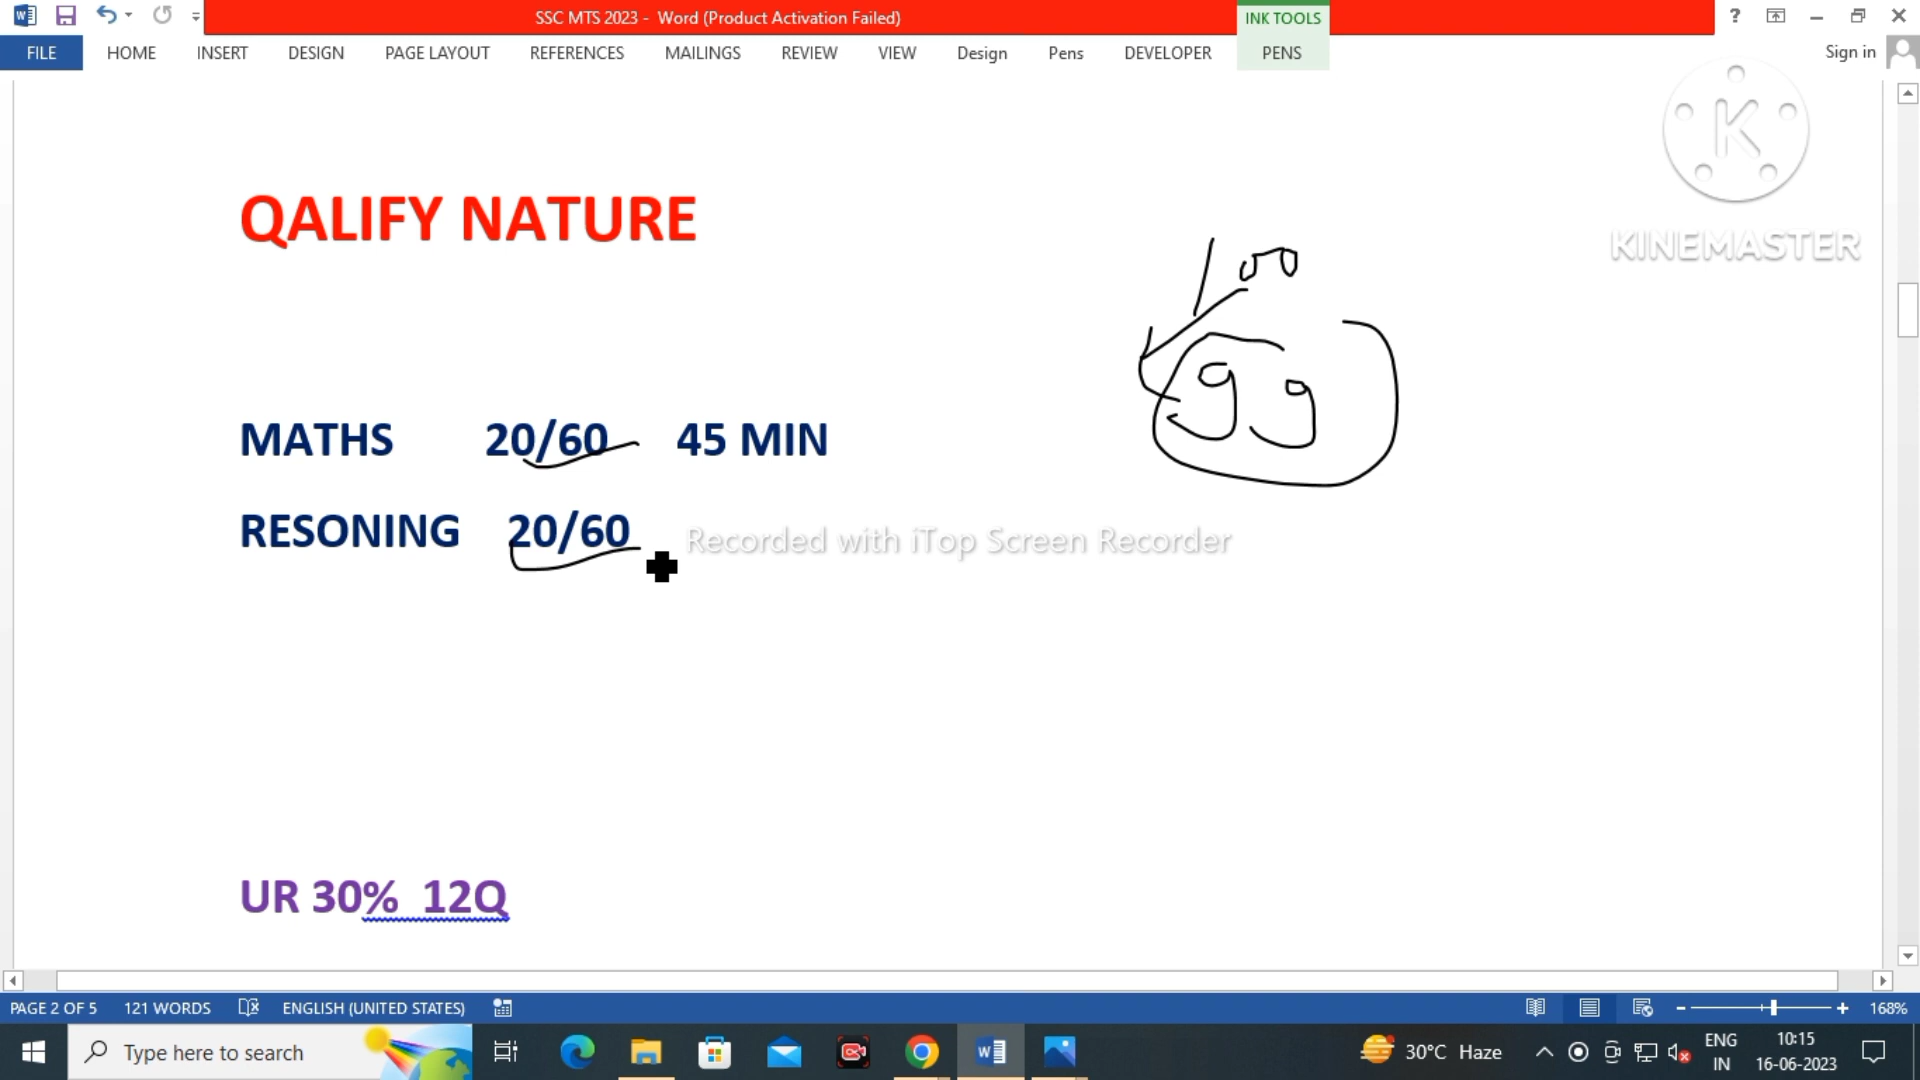 SSC MTS 2023 - Word (Product Activation Failed)
INK TOOLS
?
FILE HOME INSERT DESIGN PAGE LAYOUT REFERENCES MAILINGS REVIEW VIEW Design Pens DEVELOPER PENS
Sign in
K
KINEMASTER
QALIFY NATURE
100
99
MATHS 20/60 45 MIN
RESONING 20/60
Recorded with iTop Screen Recorder
UR 30% 12Q
PAGE 2 OF 5 121 WORDS ENGLISH (UNITED STATES) 168%
Type here to search
30°C Haze
ENG
IN
10:15
16-06-2023